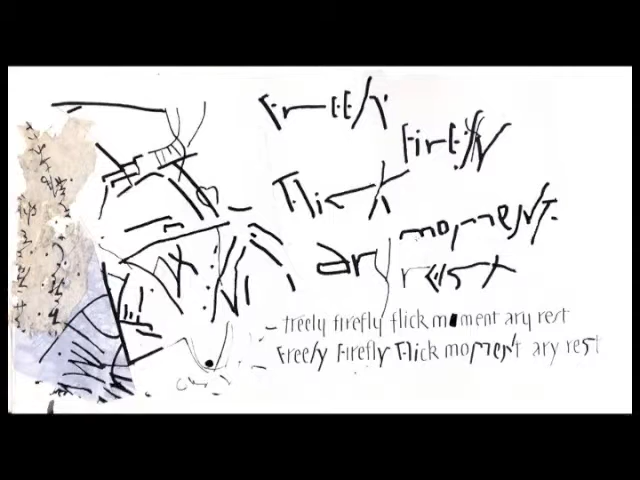 Freely
Firefly
Flick
moment
ary
rest
freely firefly flick moment ary rest
Freely Firefly Flick moment ary rest